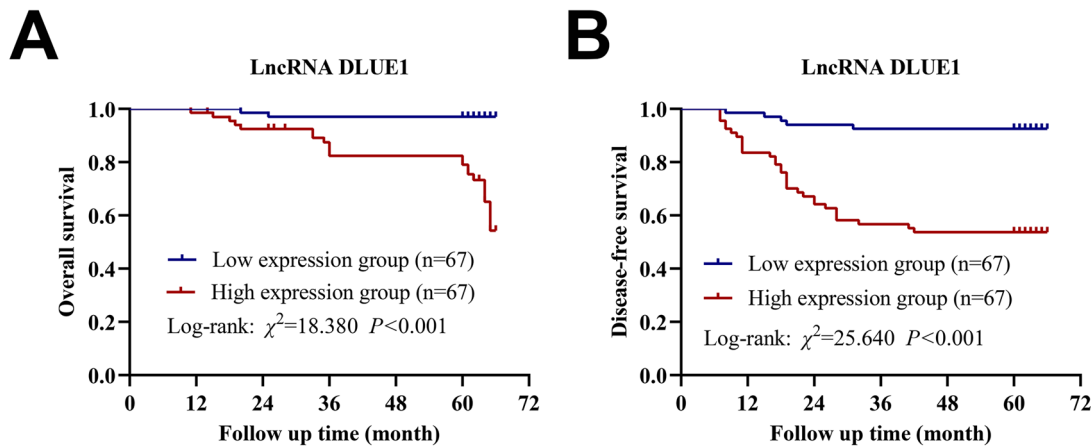 A
LncRNA DLUE1
Overall survival
1.0
0.8
0.6
0.4
0.2
0.0
Low expression group (n=67)
High expression group (n=67)
Log-rank: χ²=18.380 P<0.001
0 12 24 36 48 60 72
Follow up time (month)
B
LncRNA DLUE1
Disease-free survival
1.0
0.8
0.6
0.4
0.2
0.0
Low expression group (n=67)
High expression group (n=67)
Log-rank: χ²=25.640 P<0.001
0 12 24 36 48 60 72
Follow up time (month)